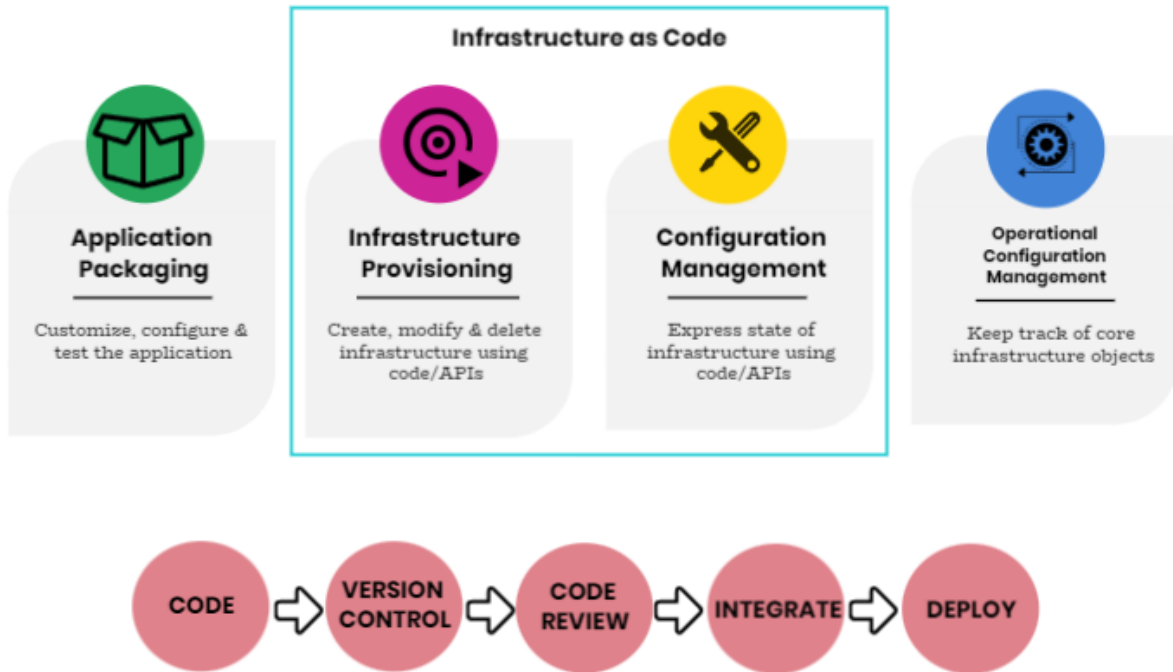 Infrastructure as Code
Application
Packaging
Customize, configure &
test the application
Infrastructure
Provisioning
Create, modify & delete
infrastructure using
code/APIs
Configuration
Management
Express state of
infrastructure using
code/APIs
Operational
Configuration
Management
Keep track of core
infrastructure objects
CODE
VERSION
CONTROL
CODE
REVIEW
INTEGRATE
DEPLOY